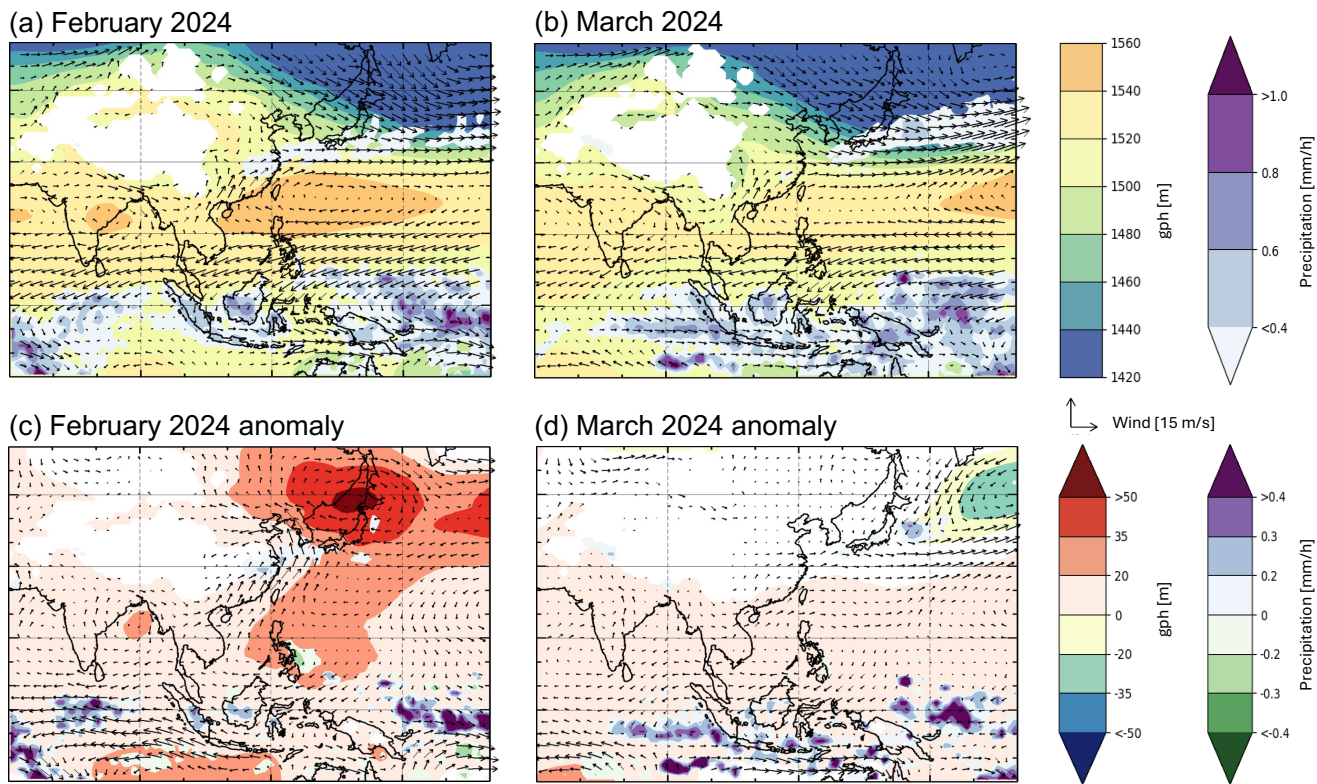 (a) February 2024
(b) March 2024
1560
1540
1520
1500
1480
1460
1440
1420
gph [m]
>1.0
0.8
0.6
<0.4
Precipitation [mm/h]
(c) February 2024 anomaly
(d) March 2024 anomaly
Wind [15 m/s]
>50
35
20
0
-20
-35
<-50
gph [m]
>0.4
0.3
0.2
0
-0.2
-0.3
<-0.4
Precipitation [mm/h]